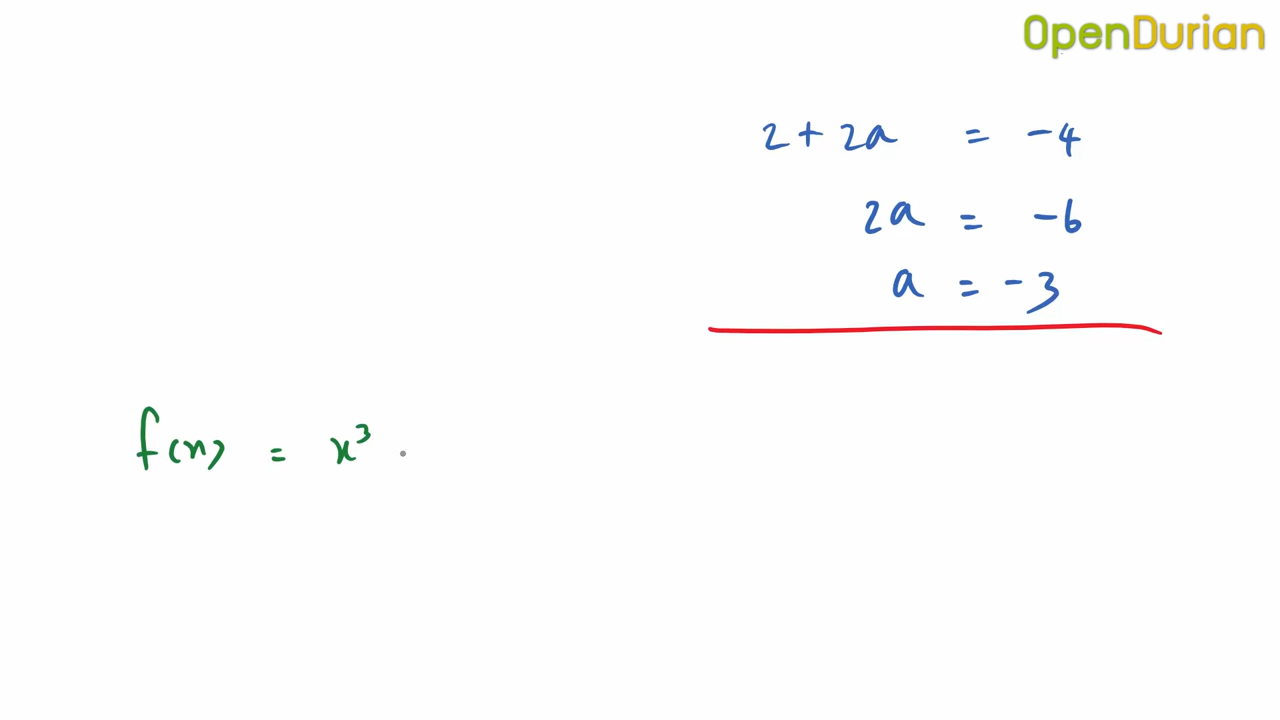 OpenDurian
2 + 2a = -4
2a = -6
a = -3
f(x) = x³